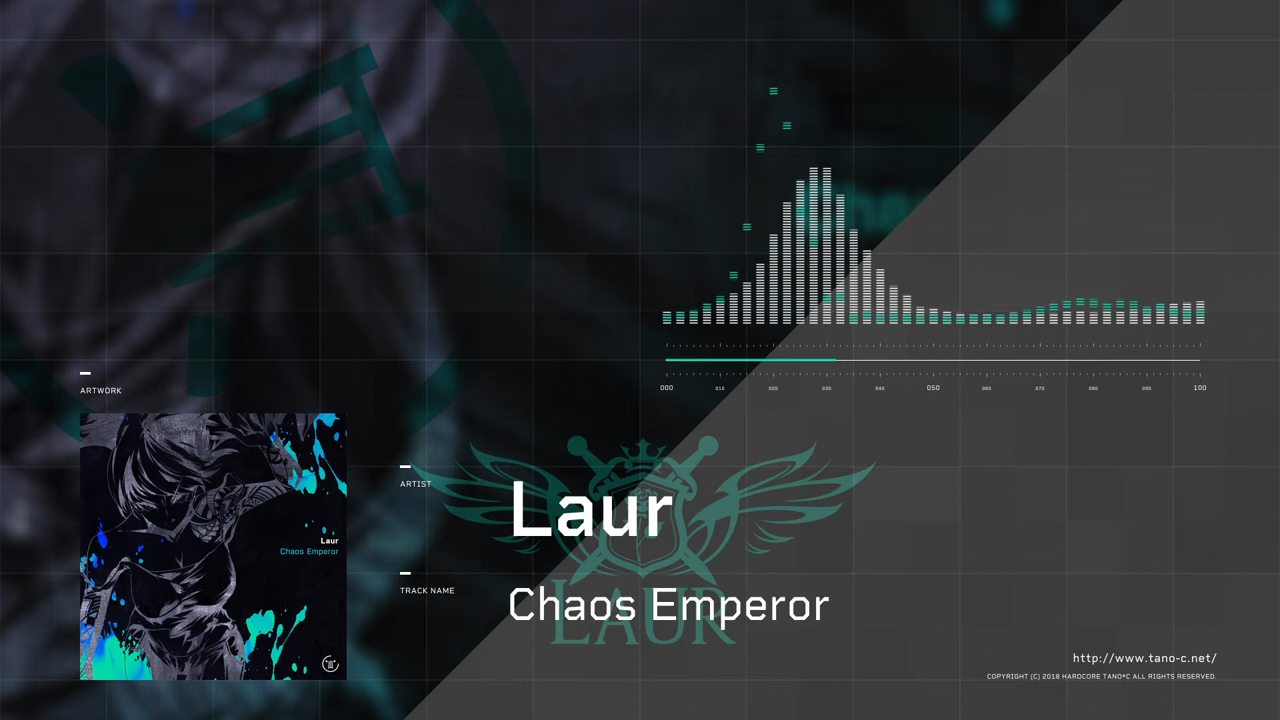 000 010 020 030 040 050 060 070 080 090 100
ARTWORK
Laur
Chaos Emperor
ARTIST
Laur
TRACK NAME
Chaos Emperor
LAUR
http://www.tano-c.net/
COPYRIGHT (C) 2018 HARDCORE TANO*C ALL RIGHTS RESERVED.